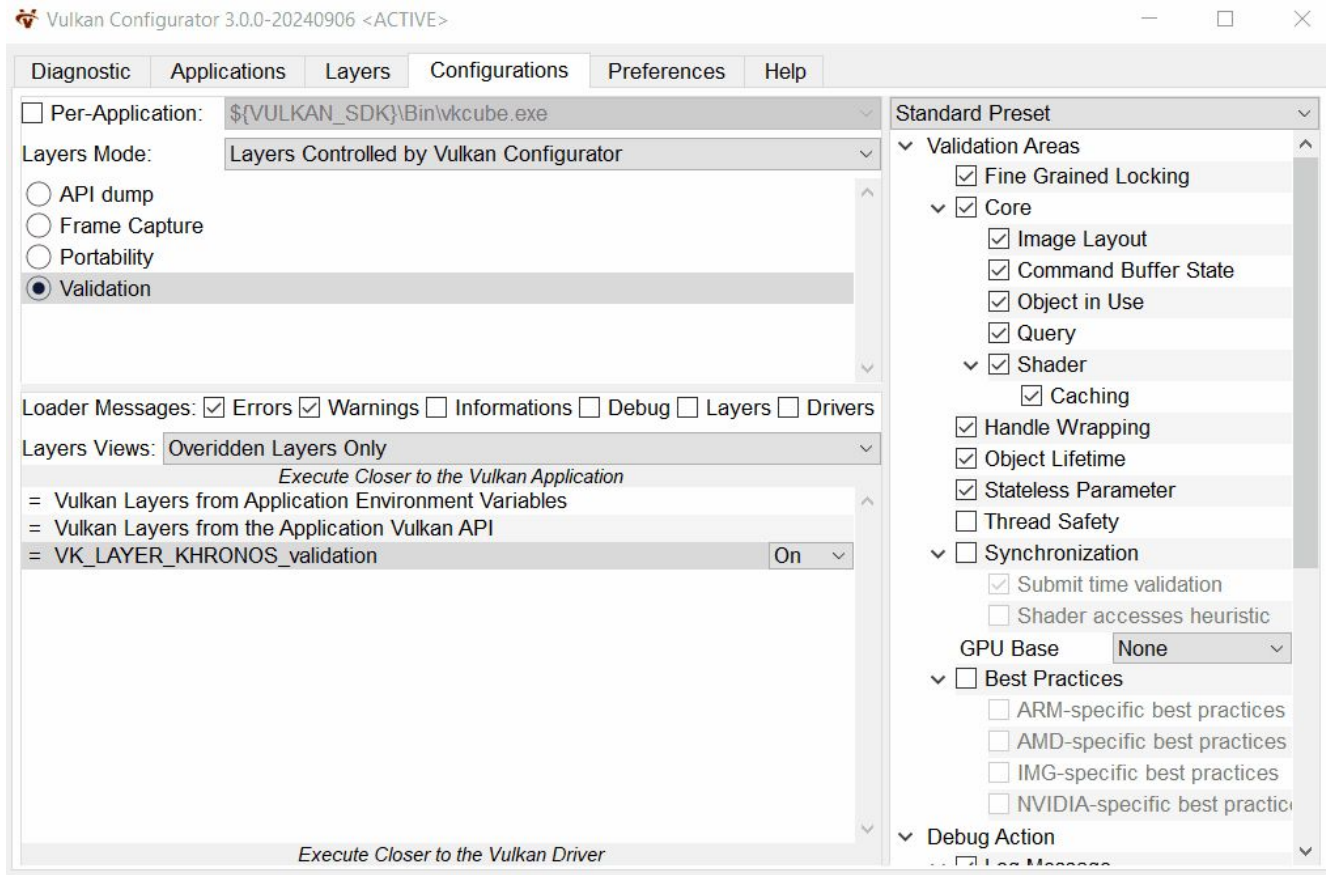 Vulkan Configurator 3.0.0-20240906 <ACTIVE>
Diagnostic Applications Layers Configurations Preferences Help
Per-Application: ${VULKAN_SDK}\Bin\vkcube.exe
Layers Mode: Layers Controlled by Vulkan Configurator
API dump
Frame Capture
Portability
Validation
Loader Messages: Errors Warnings Informations Debug Layers Drivers
Layers Views: Overidden Layers Only
Execute Closer to the Vulkan Application
= Vulkan Layers from Application Environment Variables
= Vulkan Layers from the Application Vulkan API
= VK_LAYER_KHRONOS_validation On
Execute Closer to the Vulkan Driver
Standard Preset
Validation Areas
Fine Grained Locking
Core
Image Layout
Command Buffer State
Object in Use
Query
Shader
Caching
Handle Wrapping
Object Lifetime
Stateless Parameter
Thread Safety
Synchronization
Submit time validation
Shader accesses heuristic
GPU Base None
Best Practices
ARM-specific best practices
AMD-specific best practices
IMG-specific best practices
NVIDIA-specific best practic
Debug Action
Log Message